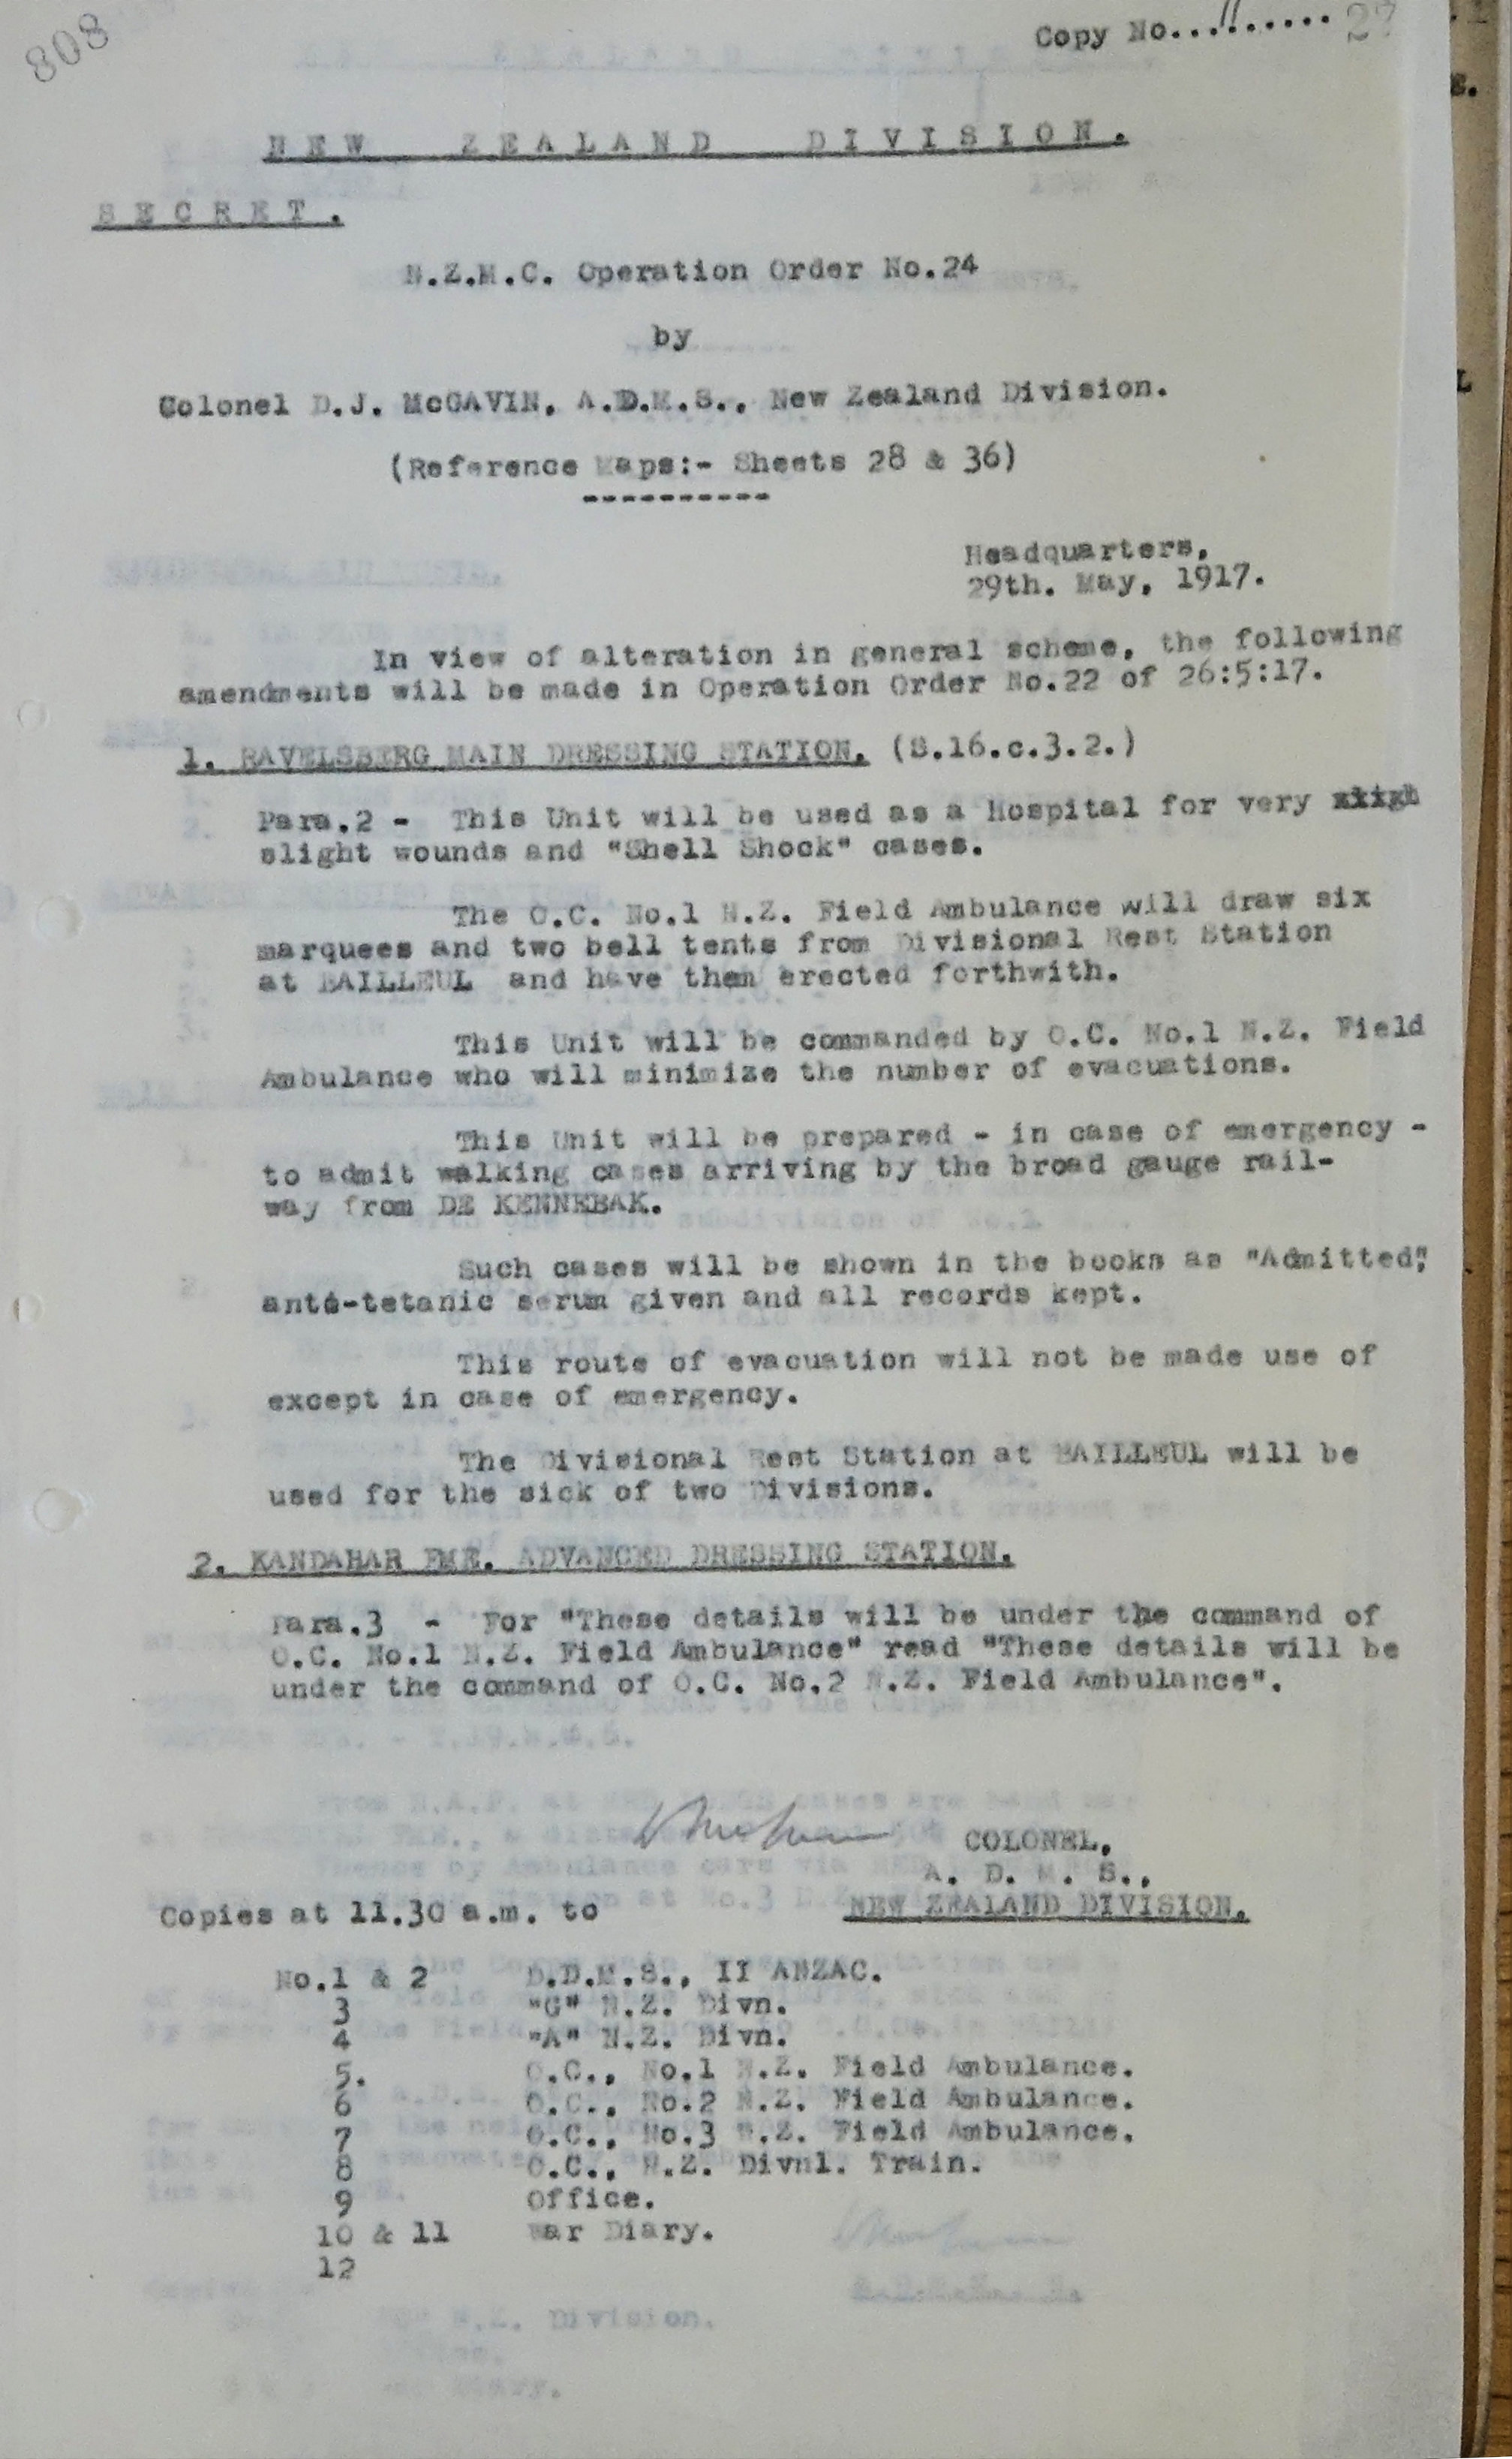 808
Copy No...11.....
NEW ZEALAND DIVISION.
SECRET.
N.Z.M.C. Operation Order No.24
by
Colonel D.J. McGAVIN, A.D.M.S., New Zealand Division.
(Reference Maps:- Sheets 28 & 36)
----------
Headquarters,
29th. May, 1917.
In view of alteration in general scheme, the following
amendments will be made in Operation Order No.22 of 26:5:17.
1. RAVELSBERG MAIN DRESSING STATION. (S.16.c.3.2.)
Para.2 - This Unit will be used as a Hospital for very
slight wounds and "Shell Shock" cases.
The O.C. No.1 N.Z. Field Ambulance will draw six
marquees and two bell tents from Divisional Rest Station
at BAILLEUL and have them erected forthwith.
This Unit will be commanded by O.C. No.1 N.Z. Field
Ambulance who will minimize the number of evacuations.
This Unit will be prepared - in case of emergency -
to admit walking cases arriving by the broad gauge rail-
way from DE KENNEBAK.
Such cases will be shown in the books as "Admitted",
anti-tetanic serum given and all records kept.
This route of evacuation will not be made use of
except in case of emergency.
The Divisional Rest Station at BAILLEUL will be
used for the sick of two Divisions.
2. KANDAHAR FME. ADVANCED DRESSING STATION.
Para.3 - For "These details will be under the command of
O.C. No.1 N.Z. Field Ambulance" read "These details will be
under the command of O.C. No.2 N.Z. Field Ambulance".
COLONEL,
A. D. M. S.,
Copies at 11.30 a.m. to NEW ZEALAND DIVISION.
No.1 & 2 D.D.M.S., II ANZAC.
3 "G" N.Z. Divn.
4 "A" N.Z. Divn.
5. O.C., No.1 N.Z. Field Ambulance.
6 O.C., No.2 N.Z. Field Ambulance.
7 O.C., No.3 N.Z. Field Ambulance.
8 O.C., N.Z. Divnl. Train.
9 Office.
10 & 11 War Diary.
12